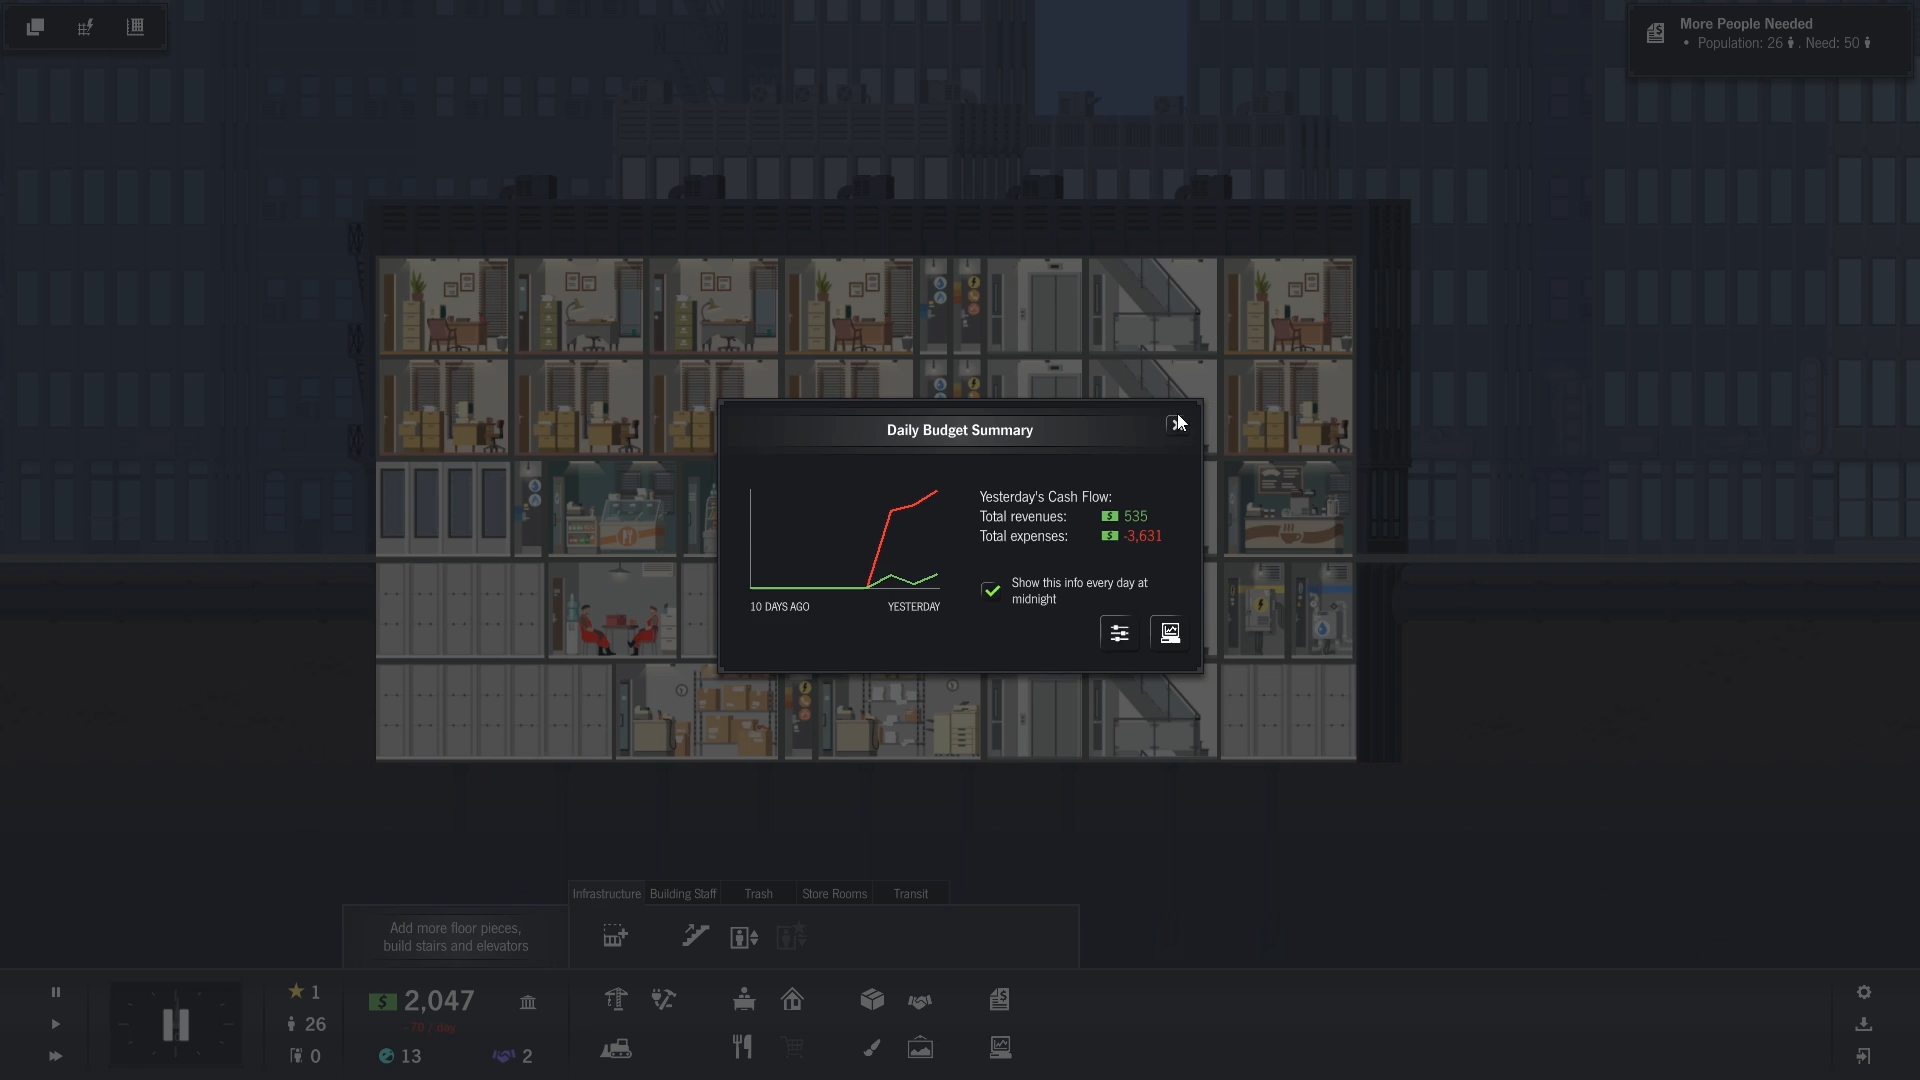 More People Needed
• Population: 26 . Need: 50
Daily Budget Summary
Yesterday's Cash Flow:
Total revenues: $ 535
Total expenses: $ -3,631
Show this info every day at
midnight
10 DAYS AGO
YESTERDAY
Infrastructure
Building Staff
Trash
Store Rooms
Transit
Add more floor pieces,
build stairs and elevators
1
$ 2,047
26
-70 / day
0
13
2